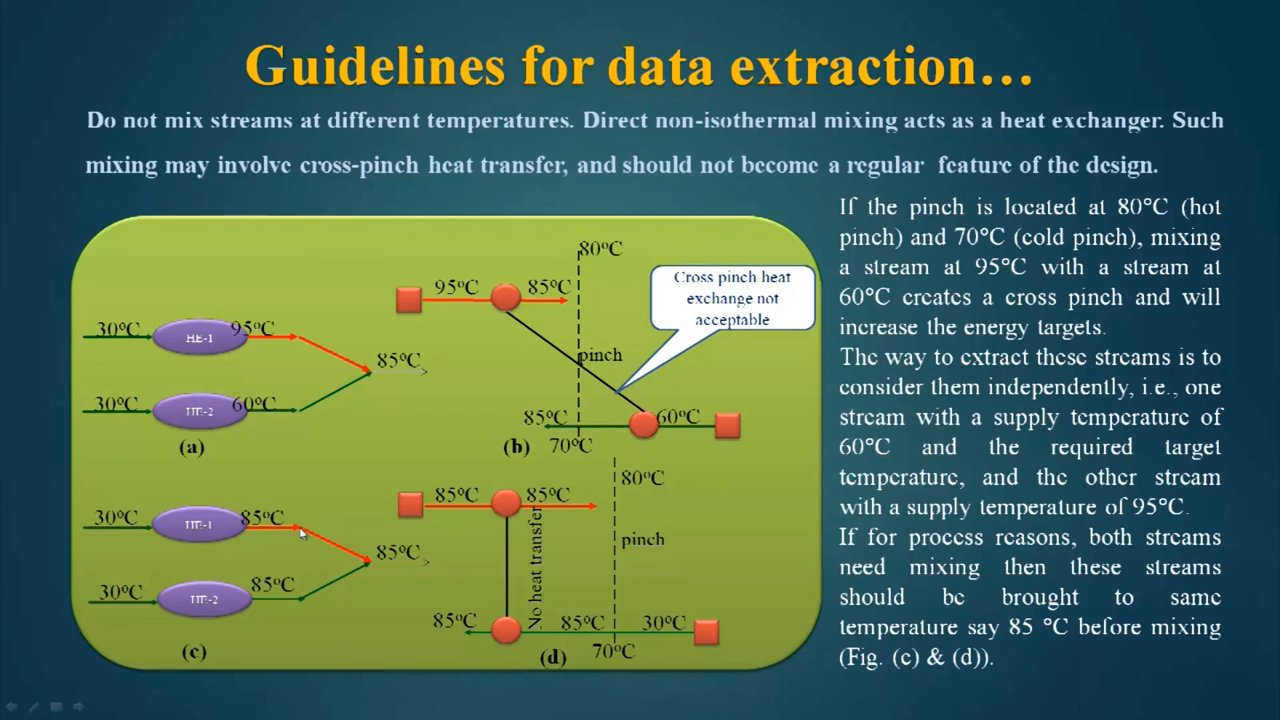 Guidelines for data extraction…
Do not mix streams at different temperatures. Direct non-isothermal mixing acts as a heat exchanger. Such
mixing may involve cross-pinch heat transfer, and should not become a regular feature of the design.
30°C
HE-1
95°C
85°C
30°C
HE-2
60°C
(a)
80°C
95°C
85°C
Cross pinch heat
exchange not
acceptable
pinch
85°C
60°C
70°C
(b)
30°C
HE-1
85°C
85°C
30°C
HE-2
85°C
(c)
80°C
85°C
85°C
No heat transfer
pinch
85°C
85°C
30°C
70°C
(d)
If the pinch is located at 80°C (hot
pinch) and 70°C (cold pinch), mixing
a stream at 95°C with a stream at
60°C creates a cross pinch and will
increase the energy targets.
The way to extract these streams is to
consider them independently, i.e., one
stream with a supply temperature of
60°C and the required target
temperature, and the other stream
with a supply temperature of 95°C.
If for process reasons, both streams
need mixing then these streams
should be brought to same
temperature say 85 °C before mixing
(Fig. (c) & (d)).